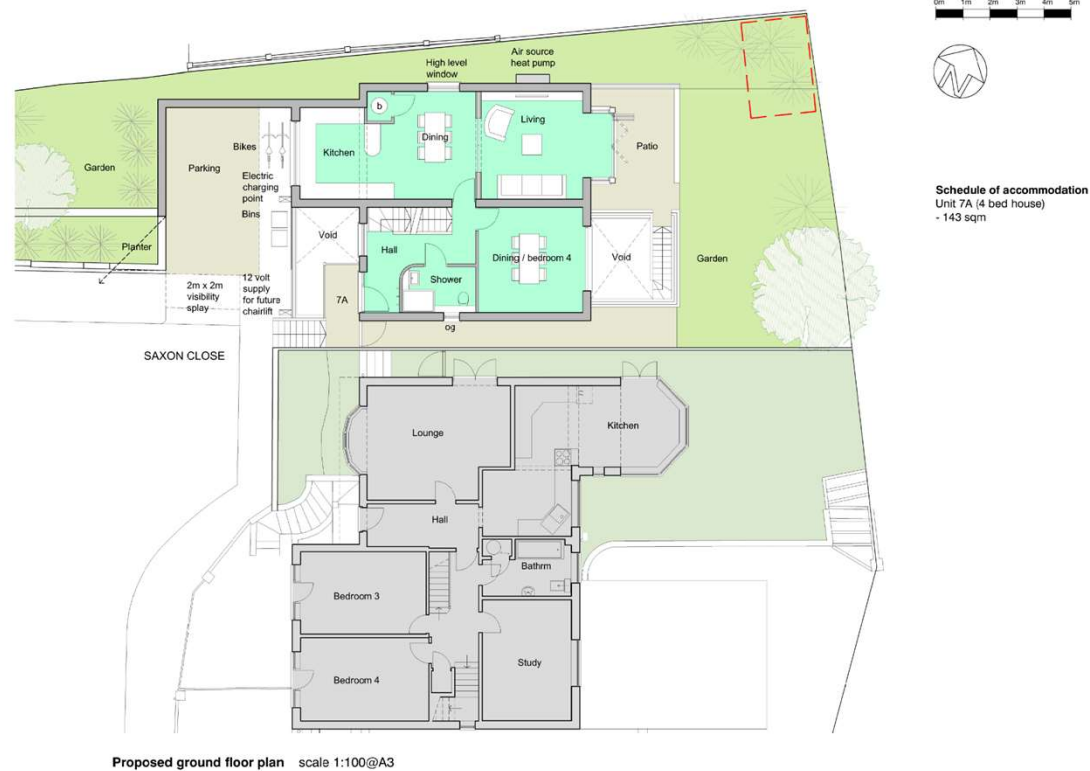 0m 1m 2m 3m 4m 5m
N
Schedule of accommodation
Unit 7A (4 bed house)
- 143 sqm
High level
window
Air source
heat pump
b
Living
Dining
Kitchen
Bikes
Parking
Garden
Patio
Electric
charging
point
Bins
Planter
Void
Hall
Shower
Dining / bedroom 4
Void
Garden
2m x 2m
visibility
splay
12 volt
supply
for future
chairlift
7A
og
SAXON CLOSE
Lounge
Kitchen
Hall
Bathrm
Bedroom 3
Study
Bedroom 4
Proposed ground floor plan scale 1:100@A3